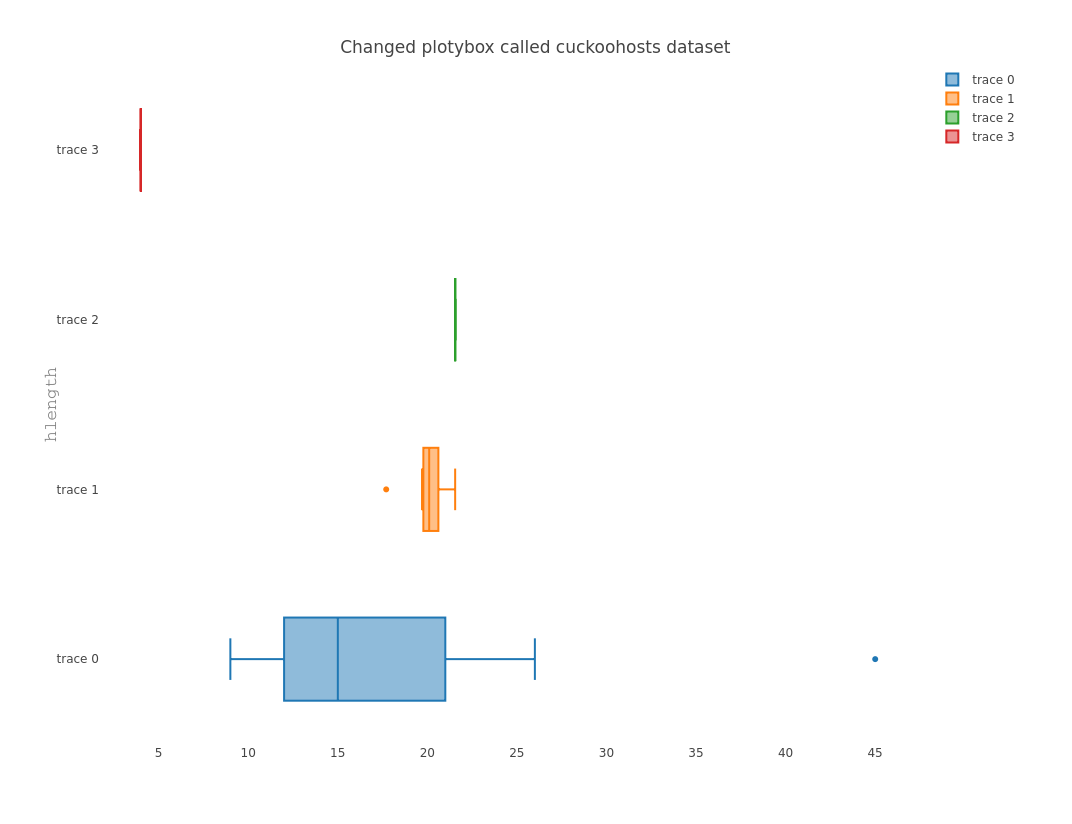 Changed plotybox called cuckoohosts dataset
trace 0
trace 1
trace 2
trace 3
trace 3
trace 2
trace 1
trace 0
hlength
5 10 15 20 25 30 35 40 45